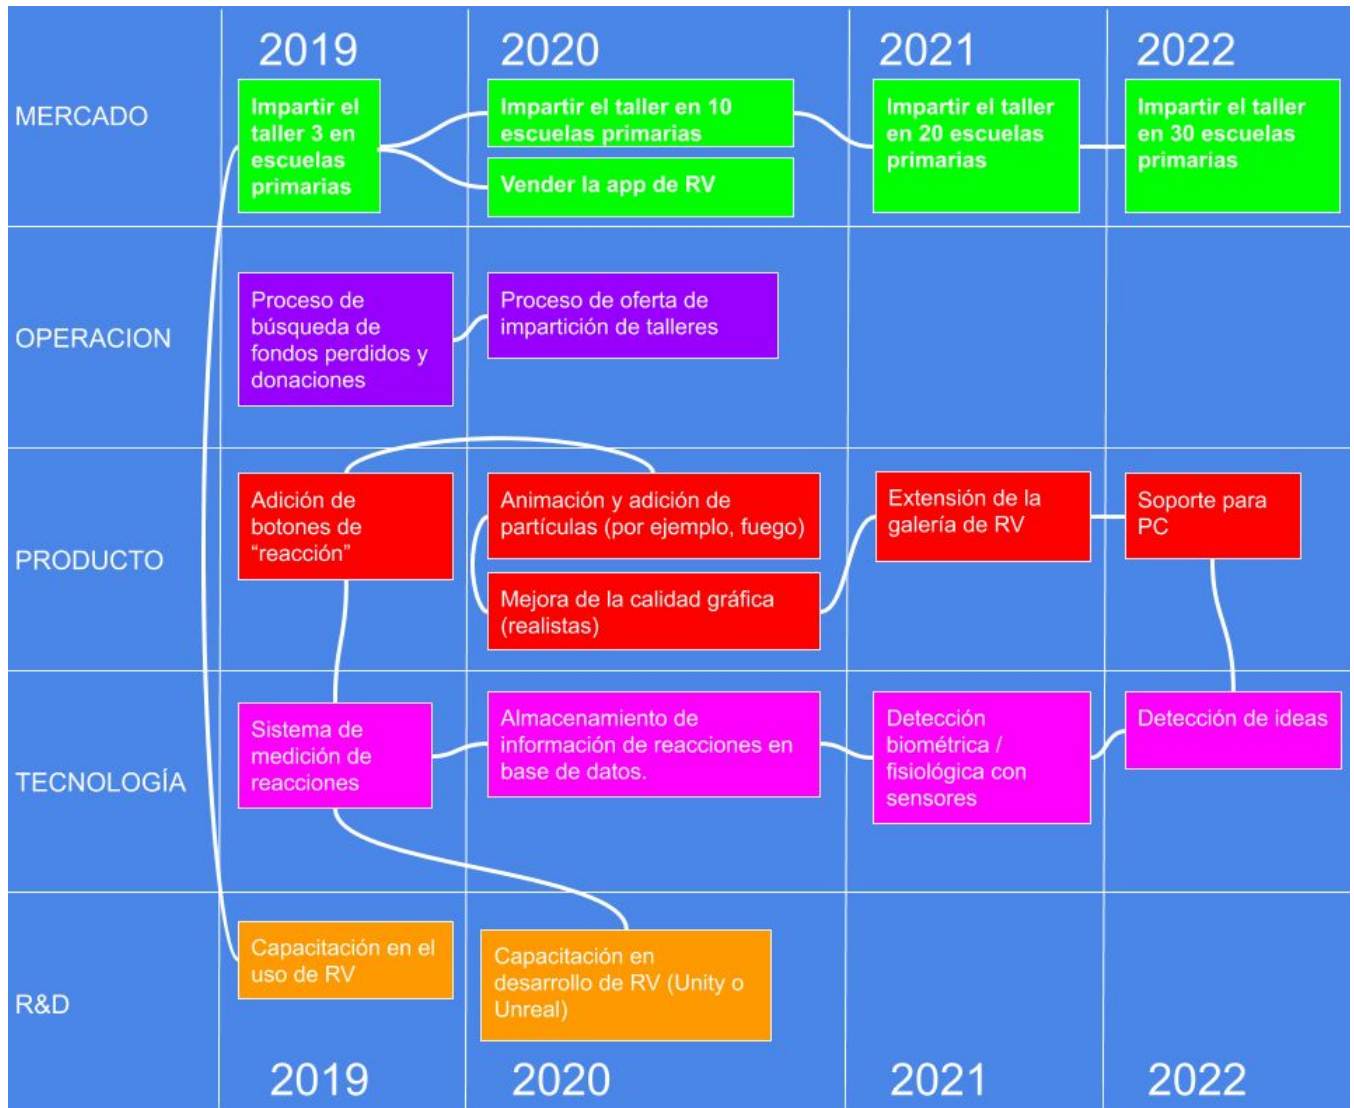 2019
2020
2021
2022
MERCADO
Impartir el
taller 3 en
escuelas
primarias
Impartir el taller en 10
escuelas primarias
Vender la app de RV
Impartir el taller
en 20 escuelas
primarias
Impartir el taller
en 30 escuelas
primarias
OPERACION
Proceso de
búsqueda de
fondos perdidos y
donaciones
Proceso de oferta de
impartición de talleres
PRODUCTO
Adición de
botones de
“reacción”
Animación y adición de
partículas (por ejemplo, fuego)
Mejora de la calidad gráfica
(realistas)
Extensión de la
galería de RV
Soporte para
PC
TECNOLOGÍA
Sistema de
medición de
reacciones
Almacenamiento de
información de reacciones en
base de datos.
Detección
biométrica /
fisiológica con
sensores
Detección de ideas
R&D
Capacitación en el
uso de RV
Capacitación en
desarrollo de RV (Unity o
Unreal)
2019
2020
2021
2022